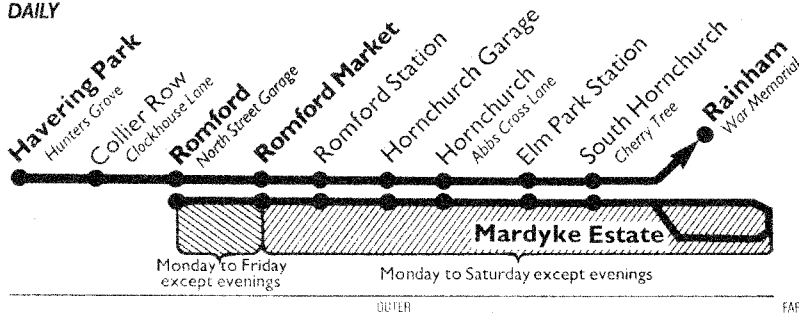 DAILY
Havering Park
Hunters Grove
Collier Row
Clockhouse Lane
Romford
North Street Garage
Romford Market
Romford Station
Hornchurch Garage
Hornchurch
Abbs Cross Lane
Elm Park Station
South Hornchurch
Cherry Tree
Rainham
War Memorial
Mardyke Estate
Monday to Friday
except evenings
Monday to Saturday except evenings
OUTER
FAR